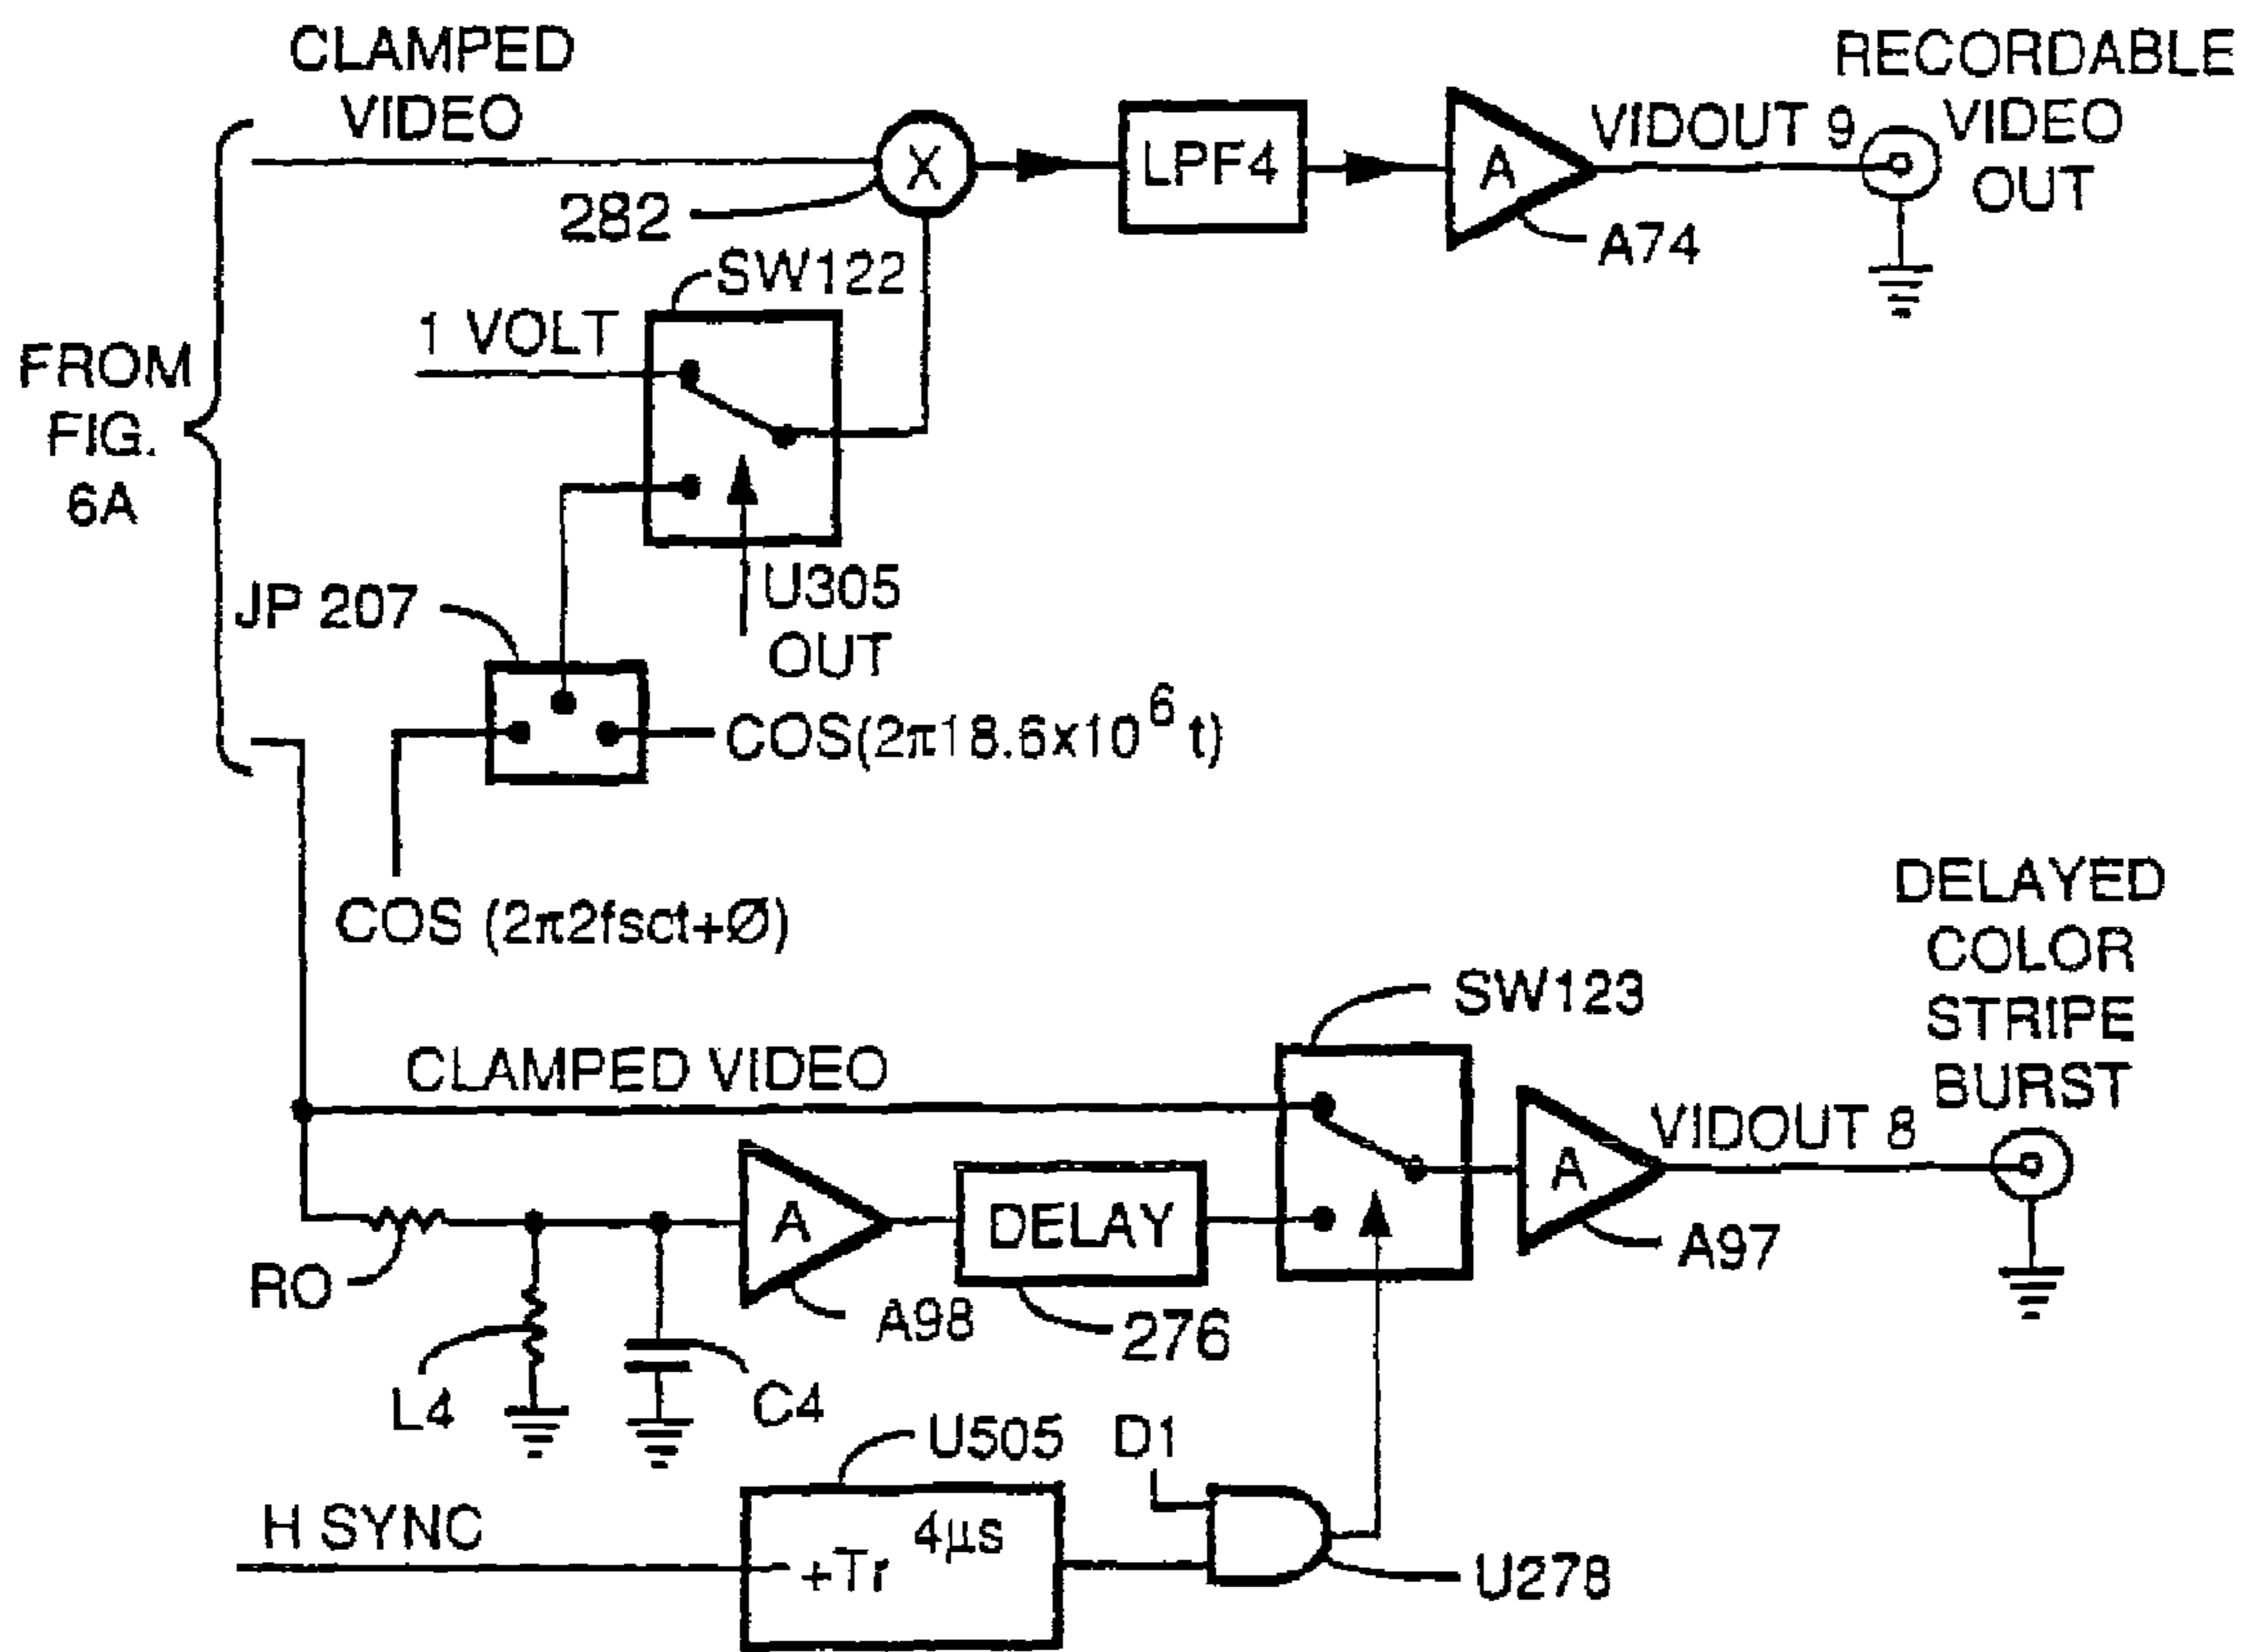 CLAMPED
VIDEO
RECORDABLE
VIDEO
OUT
VIDOUT 9
X
LPF4
A
A74
282
SW122
1 VOLT
FROM
FIG.
6A
U305
OUT
JP 207
COS(2π18.6x10⁶ t)
COS (2π2fsct+Ø)
DELAYED
COLOR
STRIPE
BURST
SW123
CLAMPED VIDEO
VIDOUT 8
A
DELAY
A
A97
RO
A98
276
L4
C4
U505
D1
H SYNC
4µs
+Tr
U278